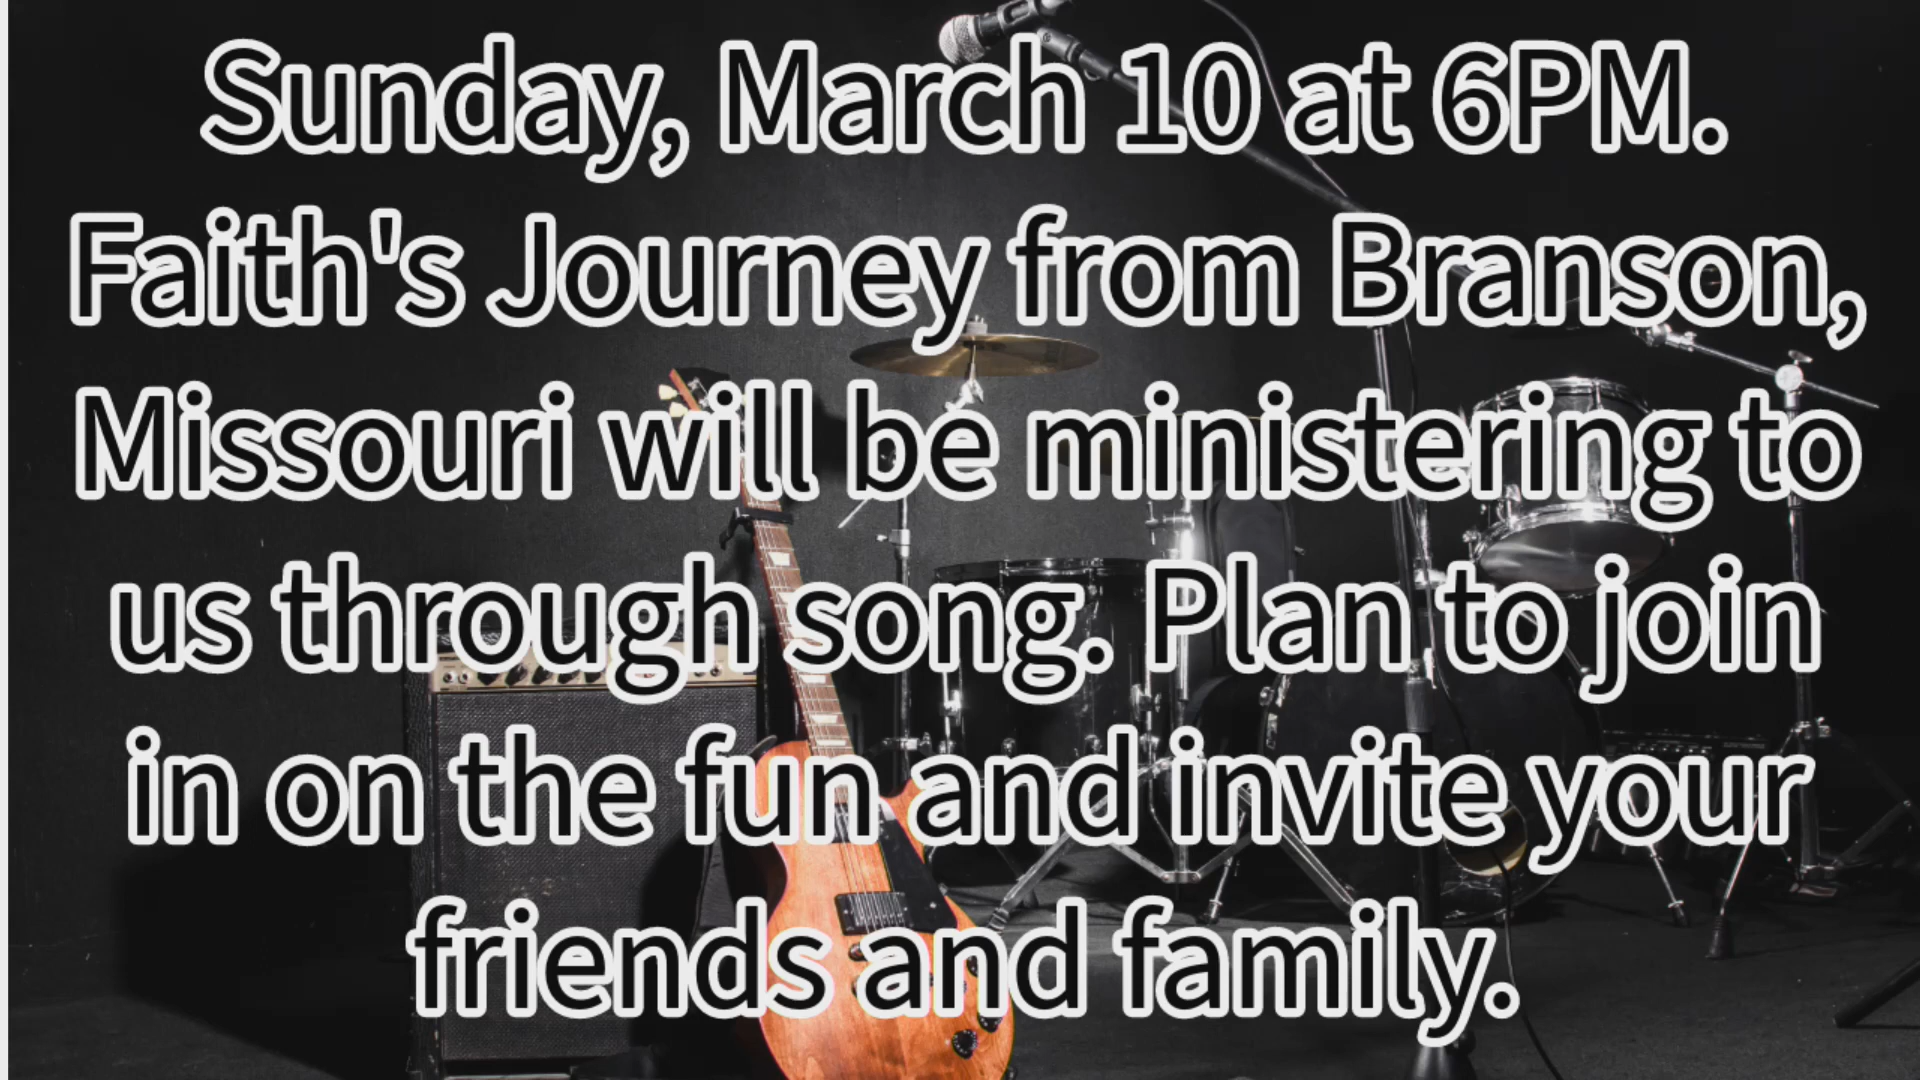 Sunday, March 10 at 6PM.
Faith's Journey from Branson,
Missouri will be ministering to
us through song. Plan to join
in on the fun and invite your
friends and family.